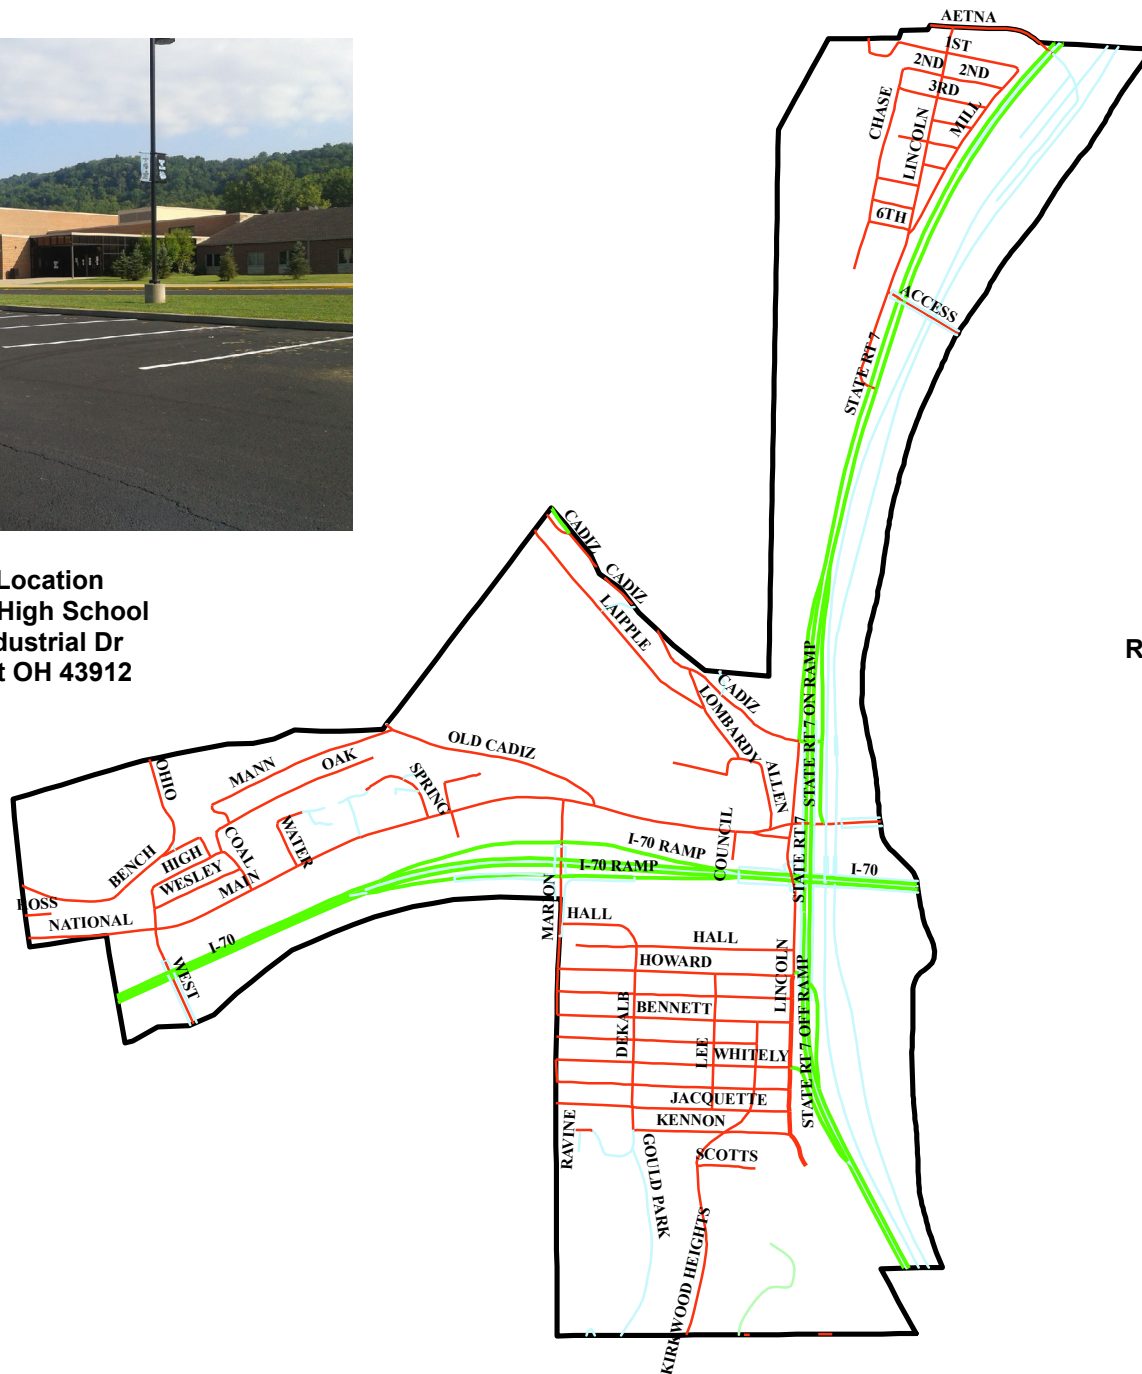 AETNA
1ST
2ND
2ND
3RD
CHASE
LINCOLN
MILL
6TH
ACCESS
STATE RT 7
CADIZ
CADIZ
LAIPPLE
Location
High School
dustrial Dr
t OH 43912
R
CADIZ
LOMBARDY
STATE RT 7 ON RAMP
OLD CADIZ
OHIO
MANN
OAK
SPRING
ALLEN
WATER
COUNCIL
I-70 RAMP
I-70 RAMP
STATE RT 7
I-70
BENCH
HIGH
COAL
WESLEY
MAIN
NATIONAL
I-70
WEST
MARION
HALL
HALL
HOWARD
LINCOLN
BENNETT
DEKALB
LEE
WHITELY
STATE RT 7 OFF RAMP
JACQUETTE
KENNON
RAVINE
GOULD PARK
SCOTTS
KIRKWOOD HEIGHTS